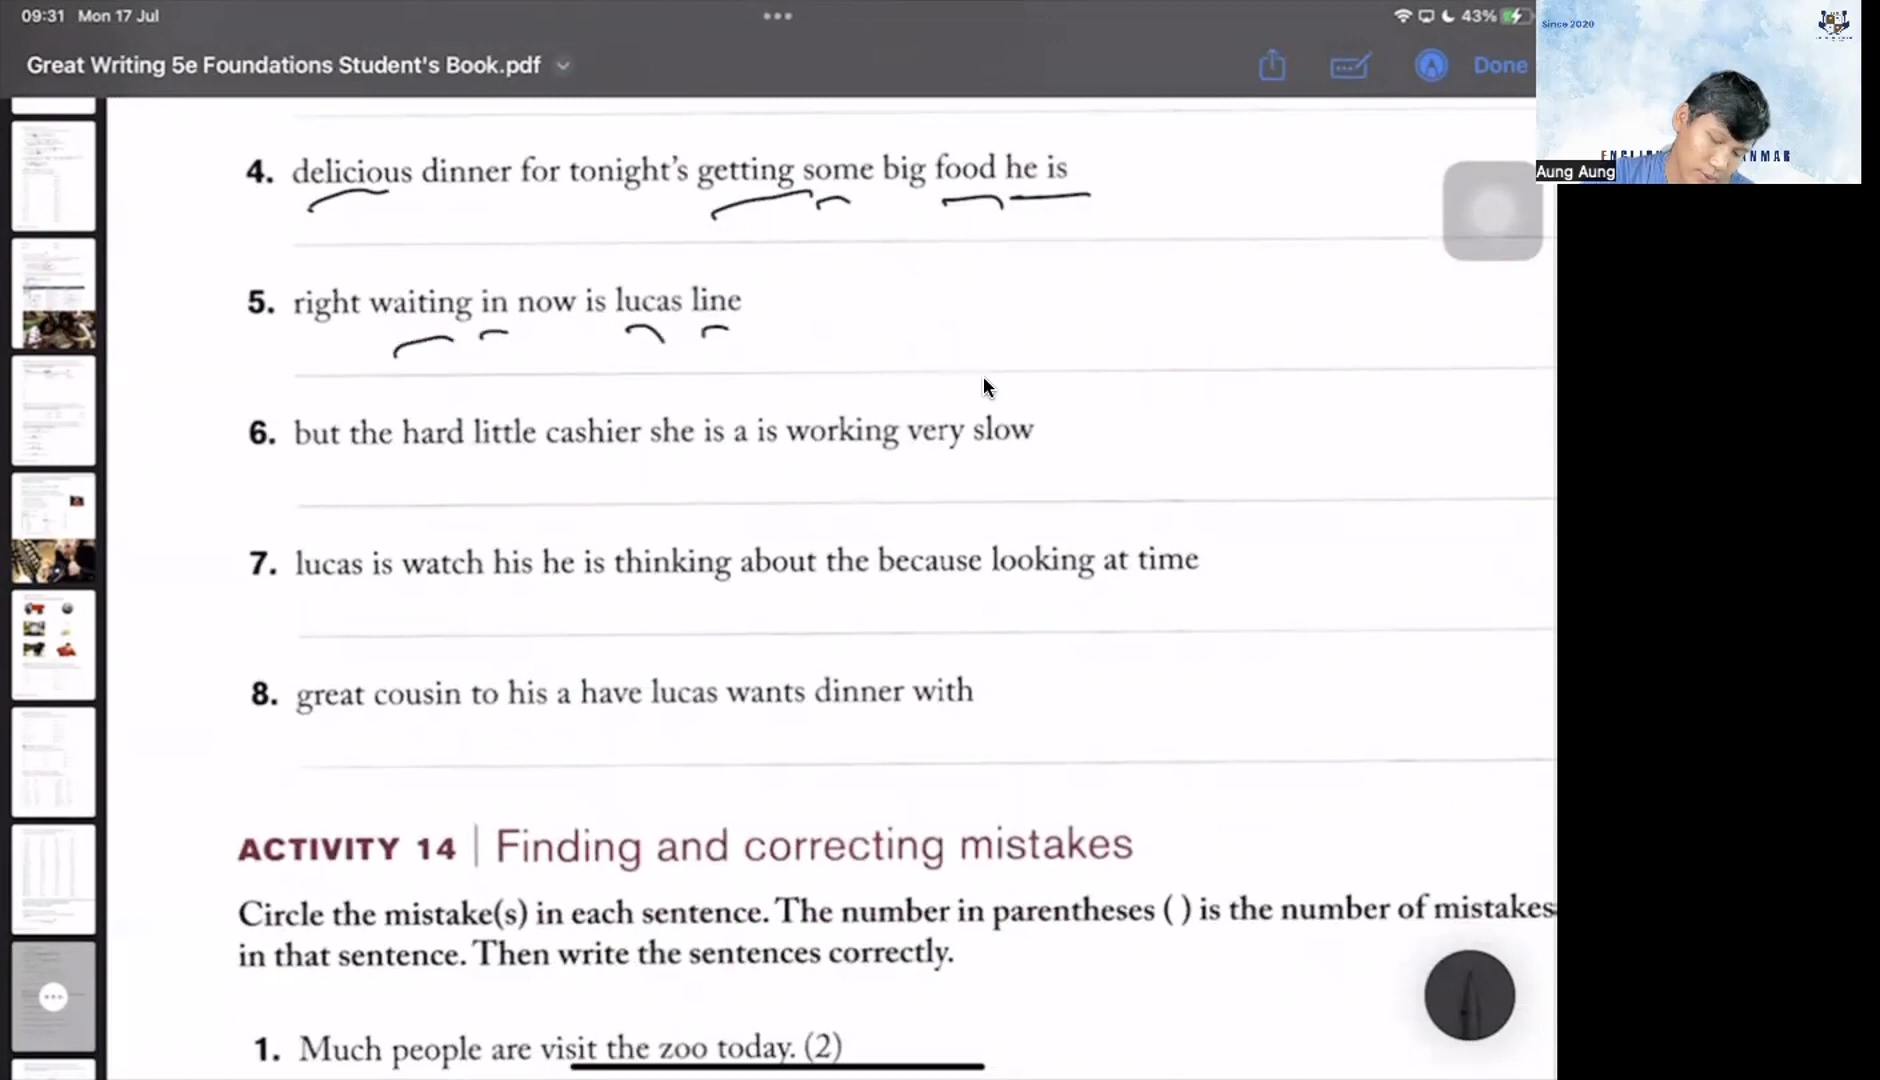 09:31 Mon 17 Jul
43%
Great Writing 5e Foundations Student's Book.pdf
Done
Since 2020
Aung Aung
4. delicious dinner for tonight's getting some big food he is
5. right waiting in now is lucas line
6. but the hard little cashier she is a is working very slow
7. lucas is watch his he is thinking about the because looking at time
8. great cousin to his a have lucas wants dinner with
ACTIVITY 14 | Finding and correcting mistakes
Circle the mistake(s) in each sentence. The number in parentheses ( ) is the number of mistakes
in that sentence. Then write the sentences correctly.
1. Much people are visit the zoo today. (2)